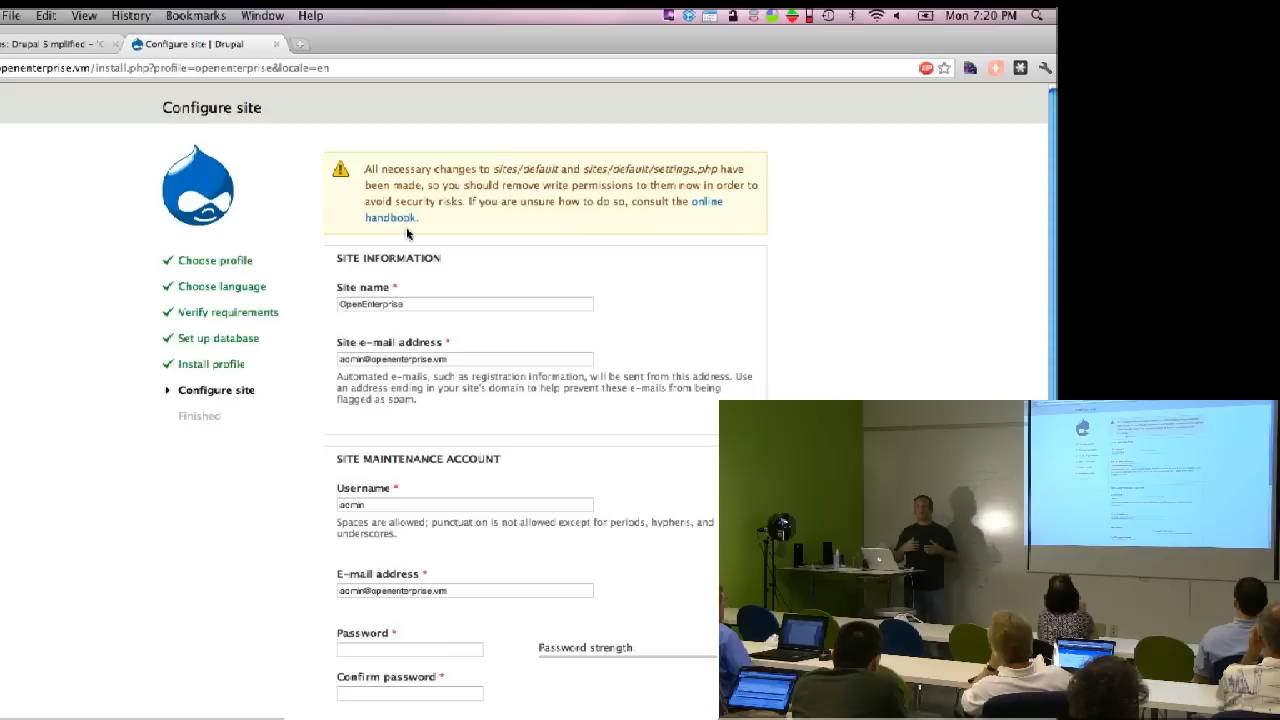 File Edit View History Bookmarks Window Help Mon 7:20 PM
s: Drupal Simplified – "C Configure site | Drupal
openenterprise.vm/install.php?profile=openenterprise&locale=en
Configure site
All necessary changes to sites/default and sites/default/settings.php have
been made, so you should remove write permissions to them now in order to
avoid security risks. If you are unsure how to do so, consult the online
handbook.
Choose profile
Choose language
Verify requirements
Set up database
Install profile
Configure site
Finished
SITE INFORMATION
Site name *
OpenEnterprise
Site e-mail address *
admin@openenterprise.vm
Automated e-mails, such as registration information, will be sent from this address. Use
an address ending in your site's domain to help prevent these e-mails from being
flagged as spam.
SITE MAINTENANCE ACCOUNT
Username *
admin
Spaces are allowed; punctuation is not allowed except for periods, hyphens, and
underscores.
E-mail address *
admin@openenterprise.vm
Password *
Password strength:
Confirm password *